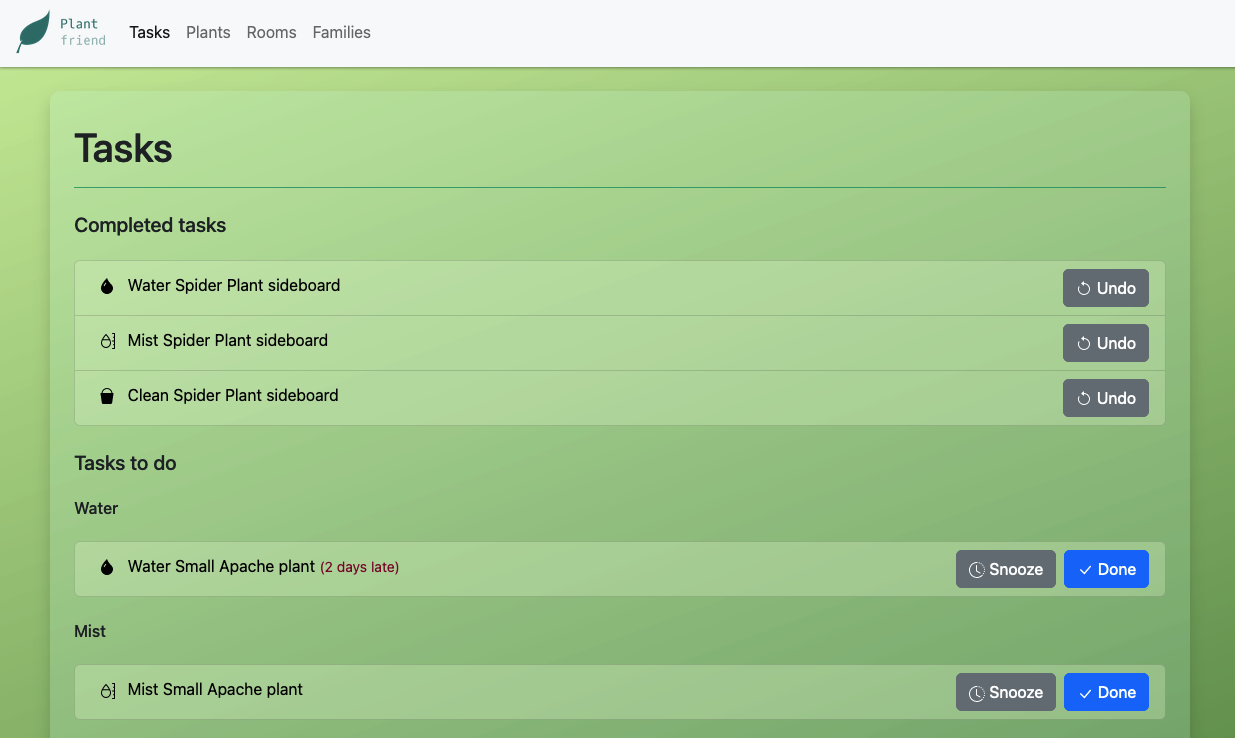 Plant
friend
Tasks Plants Rooms Families
Tasks
Completed tasks
Water Spider Plant sideboard Undo
Mist Spider Plant sideboard Undo
Clean Spider Plant sideboard Undo
Tasks to do
Water
Water Small Apache plant (2 days late) Snooze Done
Mist
Mist Small Apache plant Snooze Done